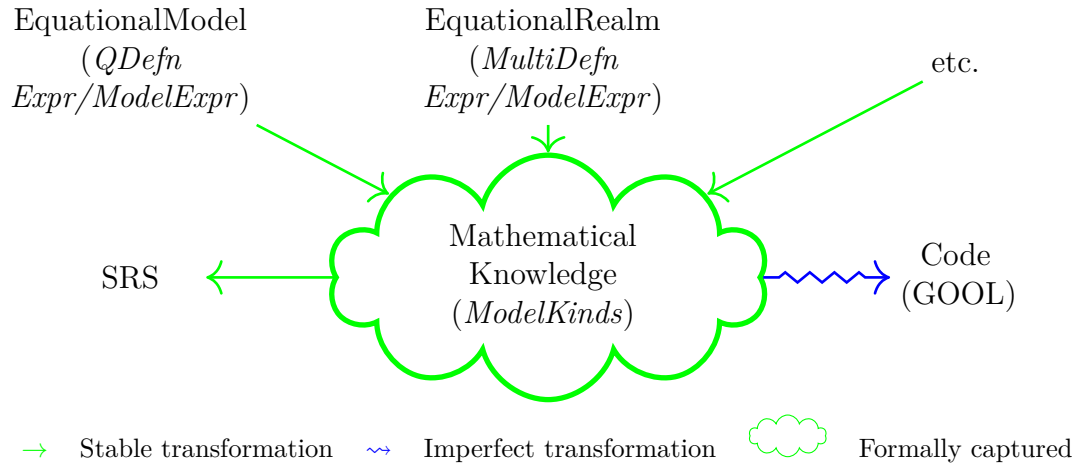 EquationalModel
(QDefn
Expr/ModelExpr)
EquationalRealm
(MultiDefn
Expr/ModelExpr)
etc.
Mathematical
Knowledge
(ModelKinds)
SRS
Code
(GOOL)
Stable transformation
Imperfect transformation
Formally captured